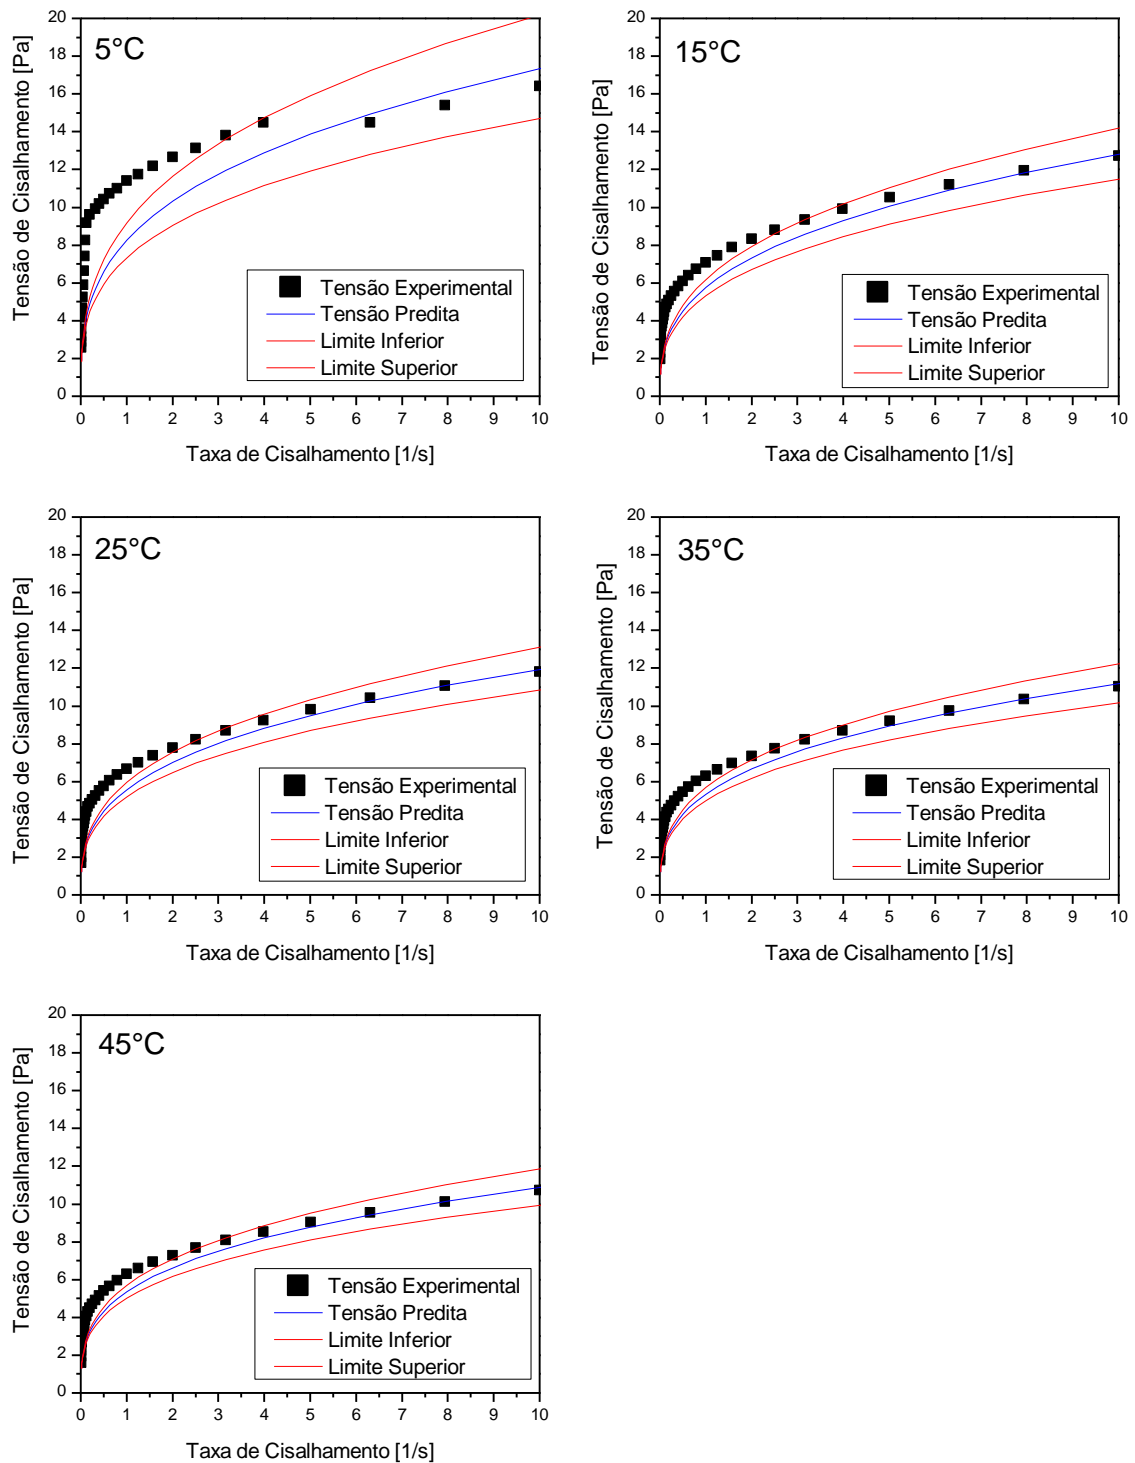 5°C
Tensão de Cisalhamento [Pa]
20
18
16
14
12
10
8
6
4
2
0
Tensão Experimental
Tensão Predita
Limite Inferior
Limite Superior
0 1 2 3 4 5 6 7 8 9 10
Taxa de Cisalhamento [1/s]
15°C
Tensão de Cisalhamento [Pa]
20
18
16
14
12
10
8
6
4
2
0
Tensão Experimental
Tensão Predita
Limite Inferior
Limite Superior
0 1 2 3 4 5 6 7 8 9 10
Taxa de Cisalhamento [1/s]
25°C
Tensão de Cisalhamento [Pa]
20
18
16
14
12
10
8
6
4
2
0
Tensão Experimental
Tensão Predita
Limite Inferior
Limite Superior
0 1 2 3 4 5 6 7 8 9 10
Taxa de Cisalhamento [1/s]
35°C
Tensão de Cisalhamento [Pa]
20
18
16
14
12
10
8
6
4
2
0
Tensão Experimental
Tensão Predita
Limite Inferior
Limite Superior
0 1 2 3 4 5 6 7 8 9 10
Taxa de Cisalhamento [1/s]
45°C
Tensão de Cisalhamento [Pa]
20
18
16
14
12
10
8
6
4
2
0
Tensão Experimental
Tensão Predita
Limite Inferior
Limite Superior
0 1 2 3 4 5 6 7 8 9 10
Taxa de Cisalhamento [1/s]